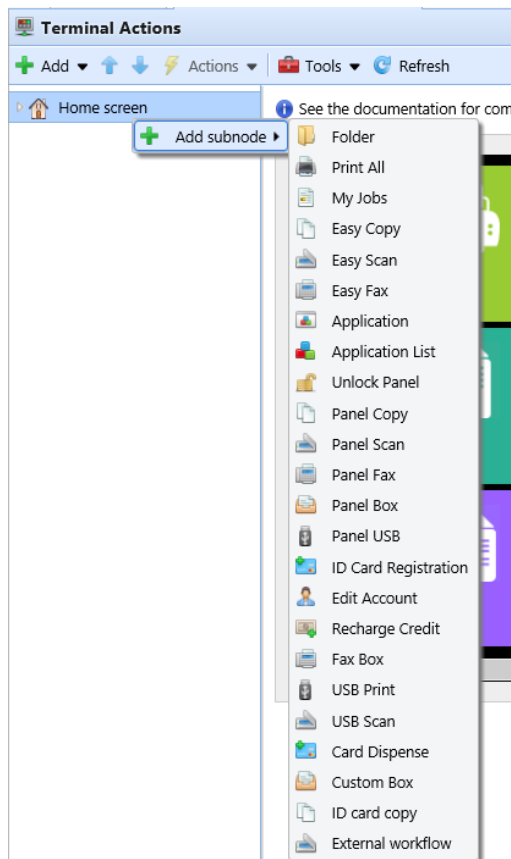 Terminal Actions
Add Actions Tools Refresh
Home screen
See the documentation for com
Add subnode
Folder
Print All
My Jobs
Easy Copy
Easy Scan
Easy Fax
Application
Application List
Unlock Panel
Panel Copy
Panel Scan
Panel Fax
Panel Box
Panel USB
ID Card Registration
Edit Account
Recharge Credit
Fax Box
USB Print
USB Scan
Card Dispense
Custom Box
ID card copy
External workflow